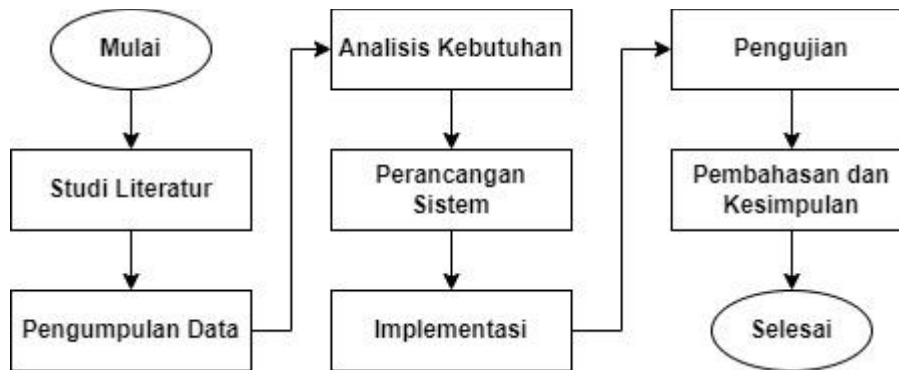 Mulai
Studi Literatur
Pengumpulan Data
Analisis Kebutuhan
Perancangan
Sistem
Implementasi
Pengujian
Pembahasan dan
Kesimpulan
Selesai